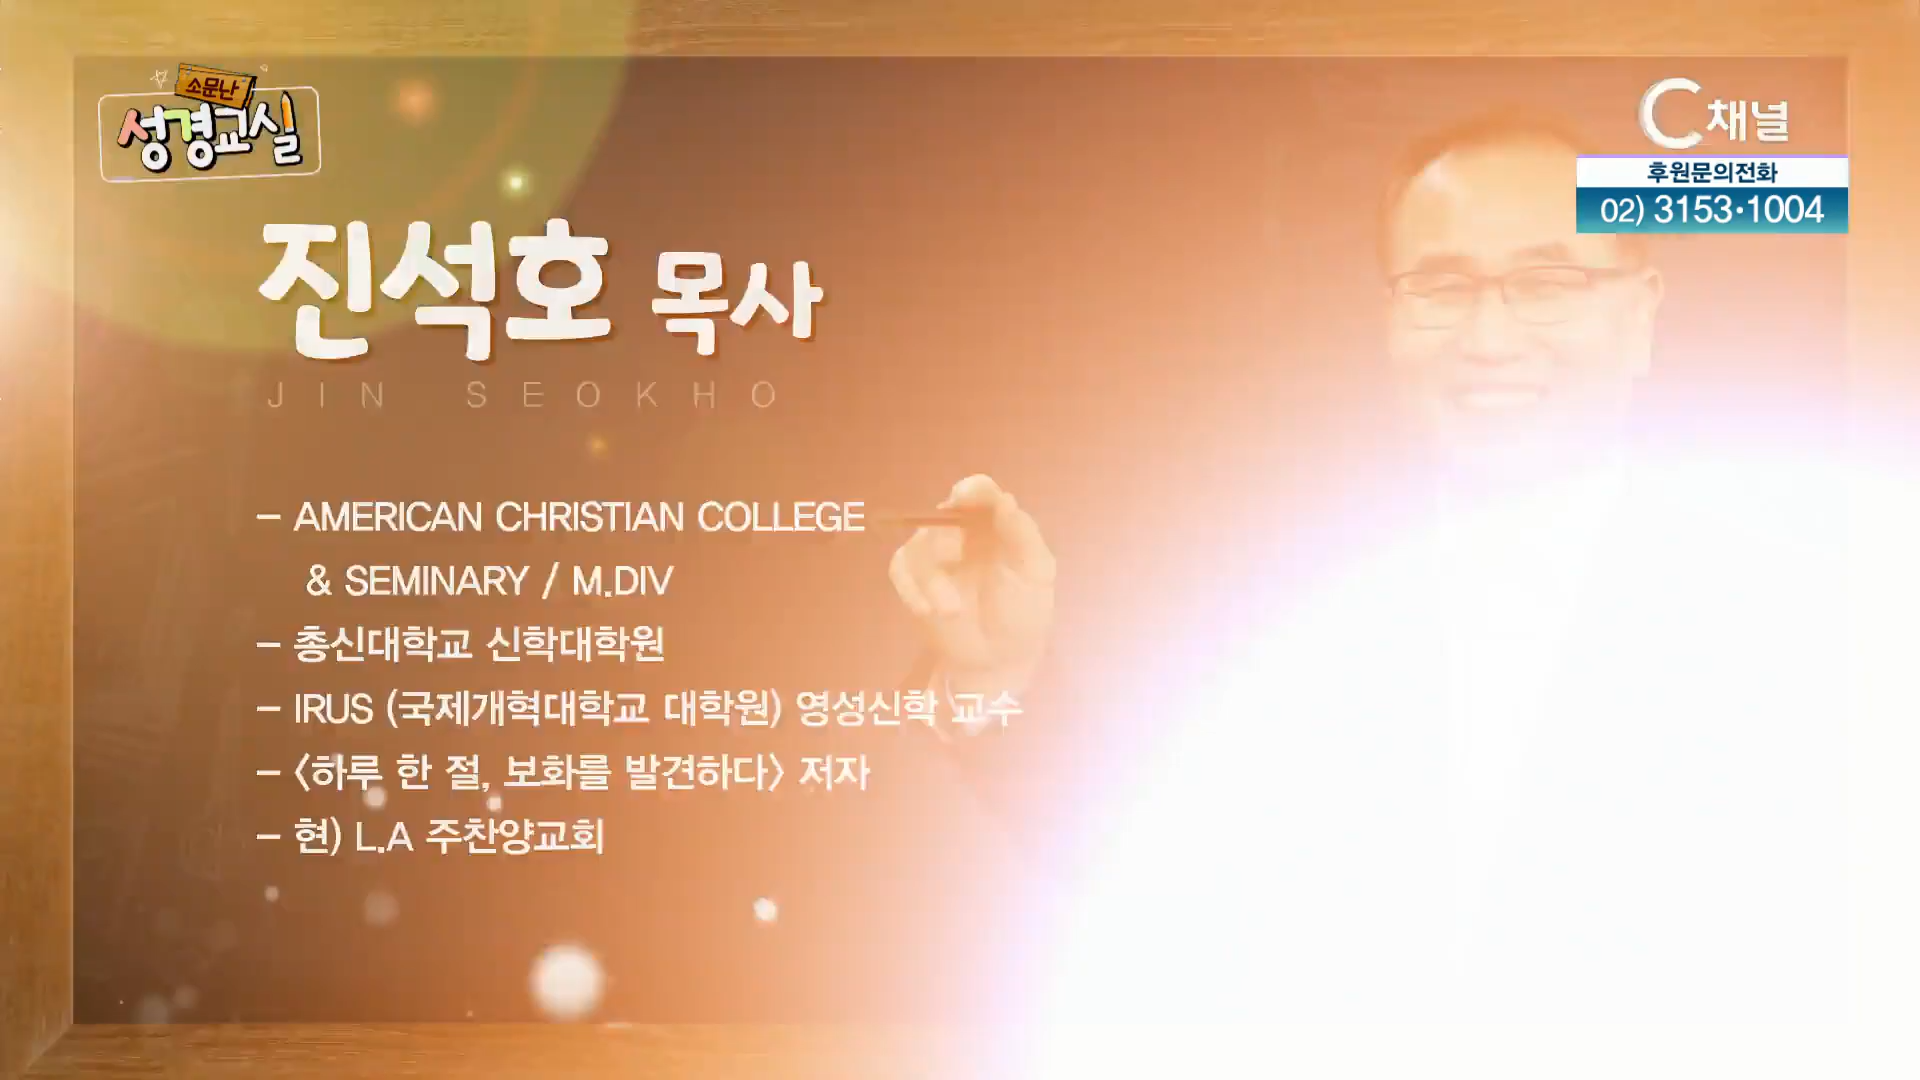 소문난
성경교실
C채널
후원문의전화
02) 3153·1004
진석호 목사
JIN SEOKHO
- AMERICAN CHRISTIAN COLLEGE
& SEMINARY / M.DIV
- 총신대학교 신학대학원
- IRUS (국제개혁대학교 대학원) 영성신학 교수
- <하루 한 절, 보화를 발견하다> 저자
- 현) L.A 주찬양교회